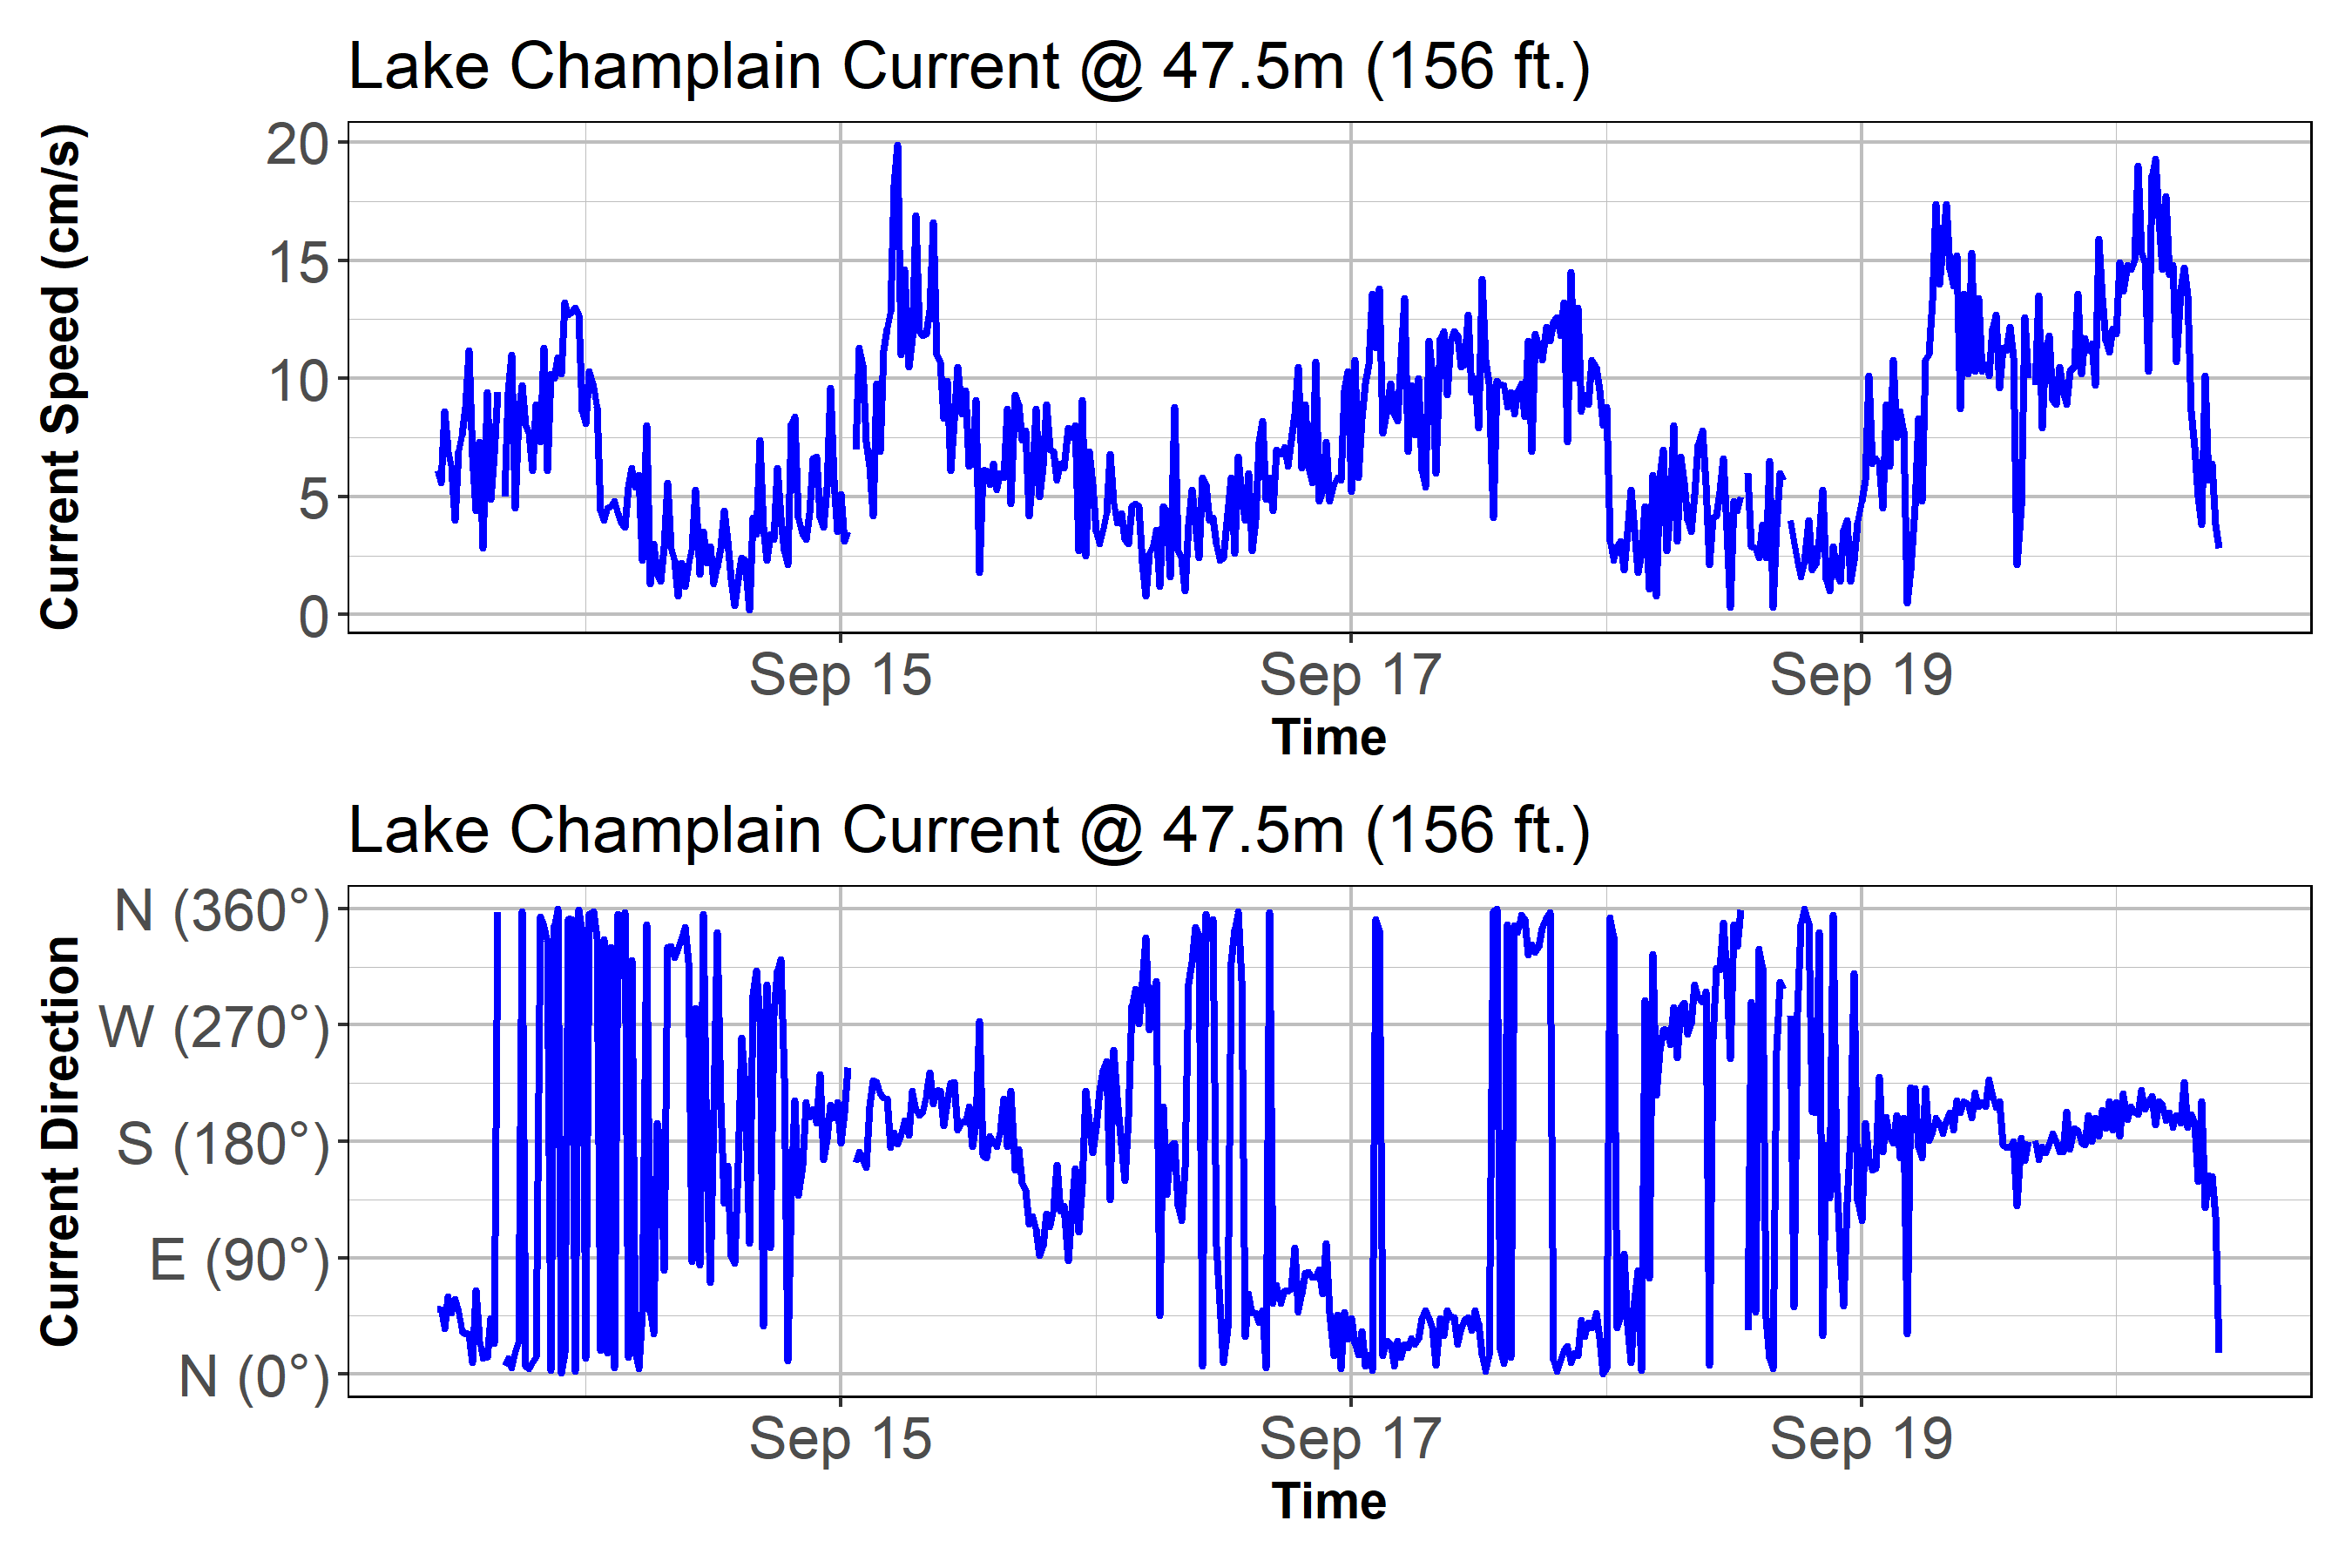 Lake Champlain Current @ 47.5m (156 ft.)
Current Speed (cm/s)
20
15
10
5
0
Sep 15 Sep 17 Sep 19
Time
Lake Champlain Current @ 47.5m (156 ft.)
Current Direction
N (360°)
W (270°)
S (180°)
E (90°)
N (0°)
Sep 15 Sep 17 Sep 19
Time